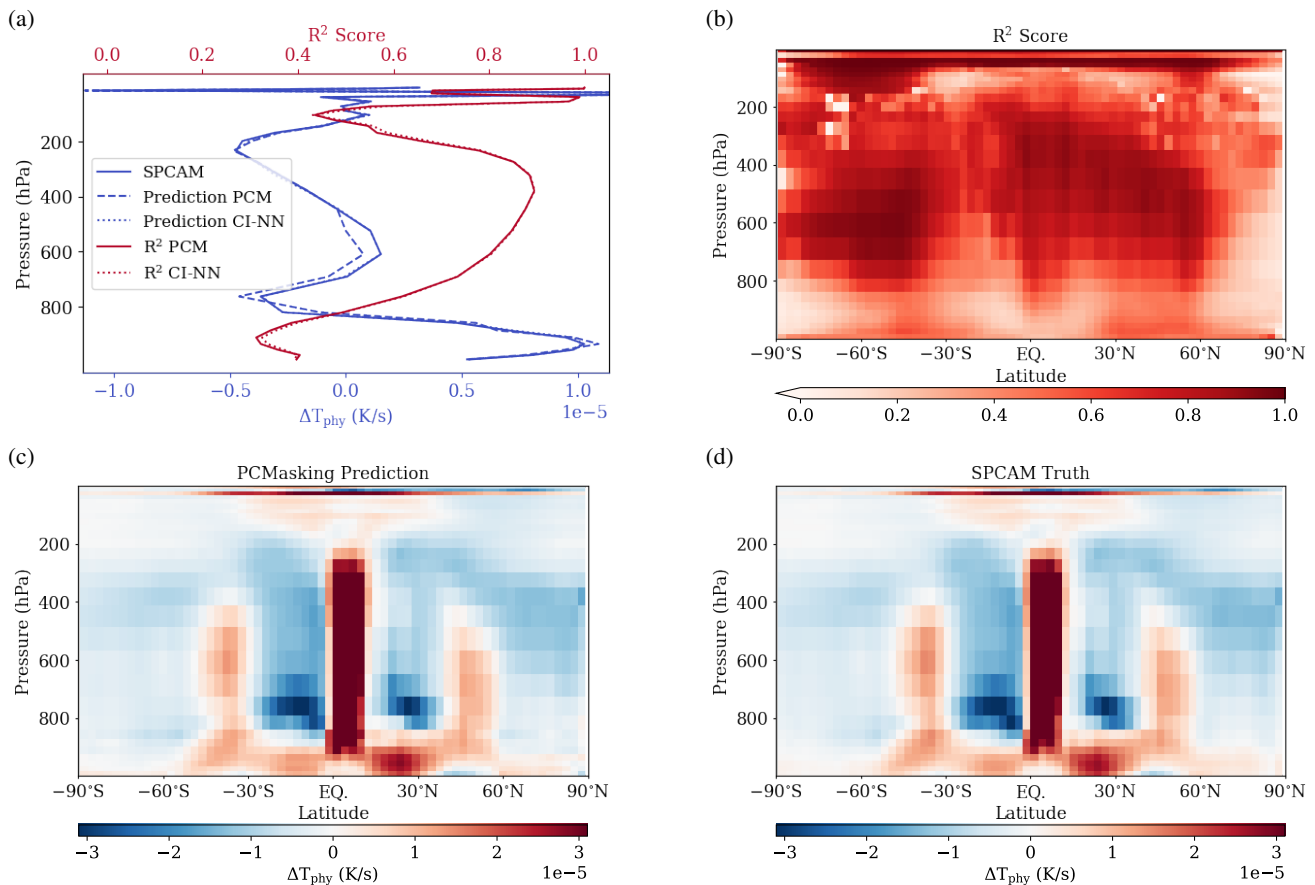 (a)
R² Score
0.0 0.2 0.4 0.6 0.8 1.0
Pressure (hPa)
200
400
600
800
SPCAM
Prediction PCM
Prediction CI-NN
R² PCM
R² CI-NN
−1.0 −0.5 0.0 0.5 1.0
1e−5
ΔT_phy (K/s)
(b)
R² Score
Pressure (hPa)
200
400
600
800
−90°S −60°S −30°S EQ. 30°N 60°N 90°N
Latitude
0.0 0.2 0.4 0.6 0.8 1.0
(c)
PCMasking Prediction
Pressure (hPa)
200
400
600
800
−90°S −60°S −30°S EQ. 30°N 60°N 90°N
Latitude
−3 −2 −1 0 1 2 3
1e−5
ΔT_phy (K/s)
(d)
SPCAM Truth
Pressure (hPa)
200
400
600
800
−90°S −60°S −30°S EQ. 30°N 60°N 90°N
Latitude
−3 −2 −1 0 1 2 3
1e−5
ΔT_phy (K/s)